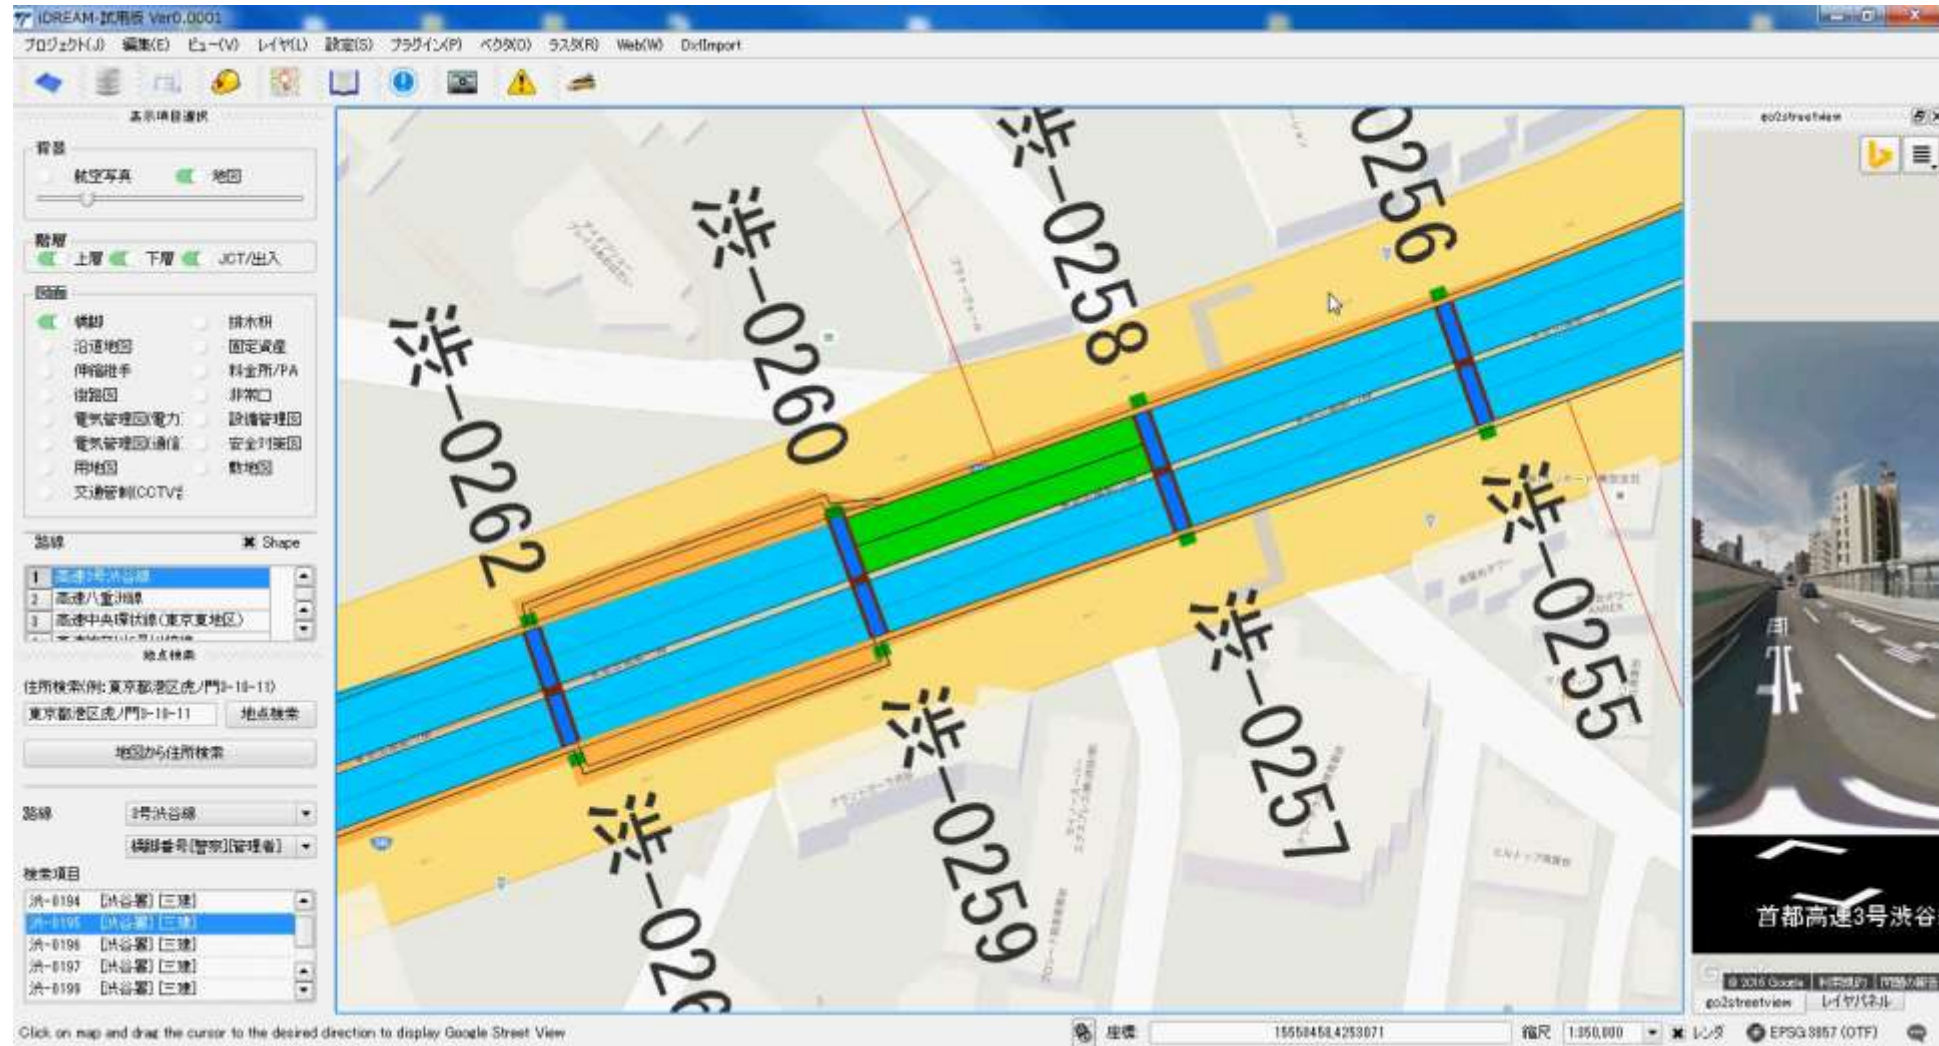 iDREAM-試用版 Ver0.0001
プロジェクト(J) 編集(E) ビュー(V) レイヤ(L) 設定(S) プラグイン(P) ベクタ(O) ラスタ(R) Web(W) DxfImport
表示項目選択
背景
航空写真 地図
階層
上層 下層 JCT/出入
図面
橋脚 排水桝
沿道地図 固定資産
伸縮継手 料金所/PA
街路図 非常口
電気管理図(電力 設備管理図
電気管理図(通信 安全対策図
用地図 敷地図
交通管制(CCTV
路線 Shape
1 高速3号渋谷線
2 高速八重洲線
3 高速中央環状線(東京東地区)
地点検索
住所検索(例:東京都港区虎ノ門3-10-11)
東京都港区虎ノ門3-10-11 地点検索
地図から住所検索
路線 3号渋谷線
橋脚番号[警察][管理者]
検索項目
渋-0194 [渋谷署][三建]
渋-0195 [渋谷署][三建]
渋-0196 [渋谷署][三建]
渋-0197 [渋谷署][三建]
渋-0198 [渋谷署][三建]
渋-0262
渋-0260
渋-0258
0256
渋-026
渋-0259
渋-0257
渋-0255
go2streetview
首都高速3号渋谷
© 2016 Google 利用規約
go2streetview レイヤパネル
Click on map and drag the cursor to the desired direction to display Google Street View
座標: 15558458,4253071 縮尺 1:350,000 レンダ EPSG:3857 (OTF)